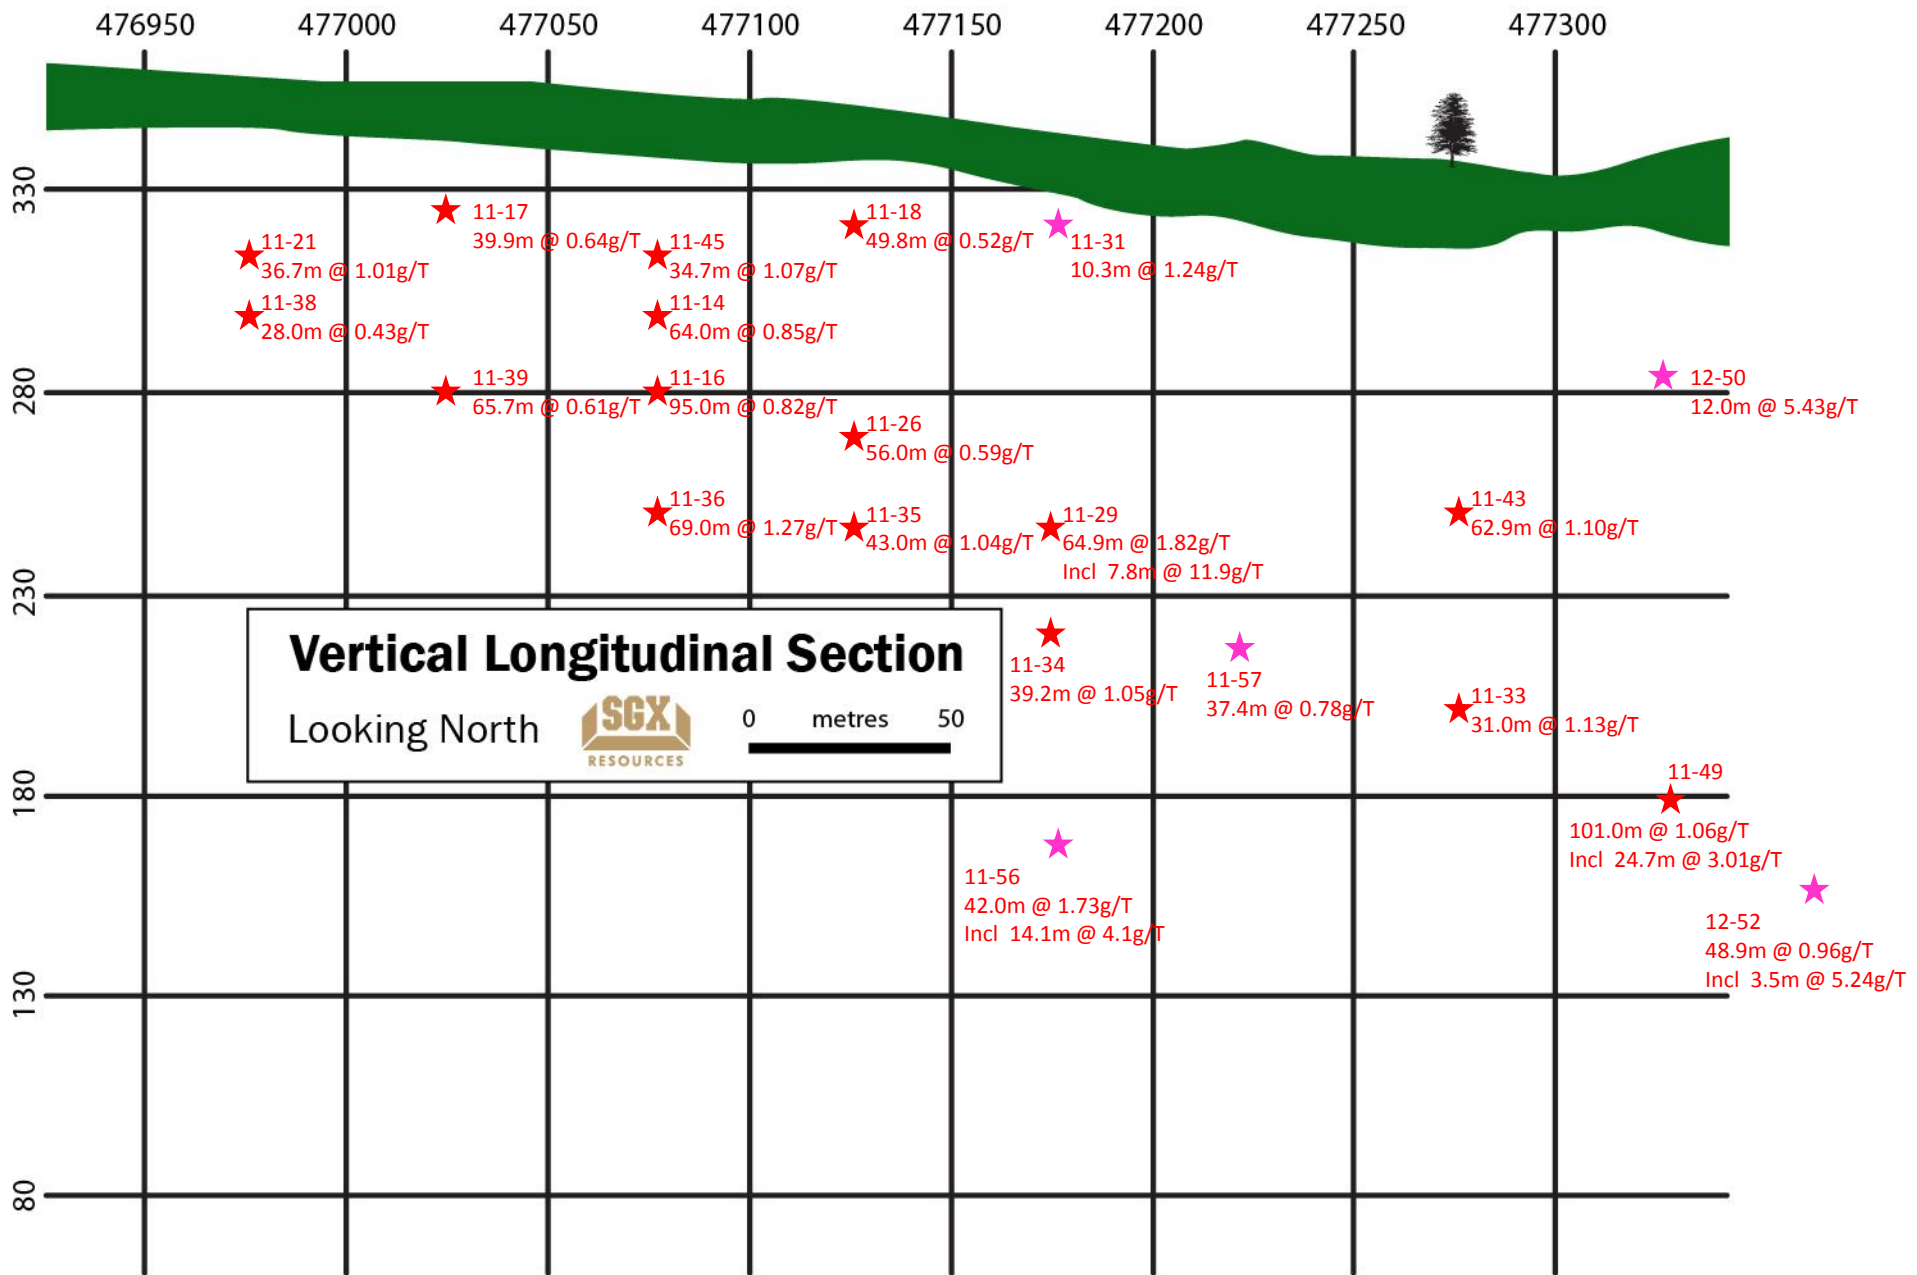 476950 477000 477050 477100 477150 477200 477250 477300
330
280
230
180
130
80
11-17
39.9m @ 0.64g/T
11-18
49.8m @ 0.52g/T
11-21
36.7m @ 1.01g/T
11-45
34.7m @ 1.07g/T
11-31
10.3m @ 1.24g/T
11-38
28.0m @ 0.43g/T
11-14
64.0m @ 0.85g/T
11-39
65.7m @ 0.61g/T
11-16
95.0m @ 0.82g/T
12-50
12.0m @ 5.43g/T
11-26
56.0m @ 0.59g/T
11-36
69.0m @ 1.27g/T
11-35
43.0m @ 1.04g/T
11-29
64.9m @ 1.82g/T
Incl 7.8m @ 11.9g/T
11-43
62.9m @ 1.10g/T
Vertical Longitudinal Section
Looking North
SGX
RESOURCES
0 metres 50
11-34
39.2m @ 1.05g/T
11-57
37.4m @ 0.78g/T
11-33
31.0m @ 1.13g/T
11-49
101.0m @ 1.06g/T
Incl 24.7m @ 3.01g/T
11-56
42.0m @ 1.73g/T
Incl 14.1m @ 4.1g/T
12-52
48.9m @ 0.96g/T
Incl 3.5m @ 5.24g/T